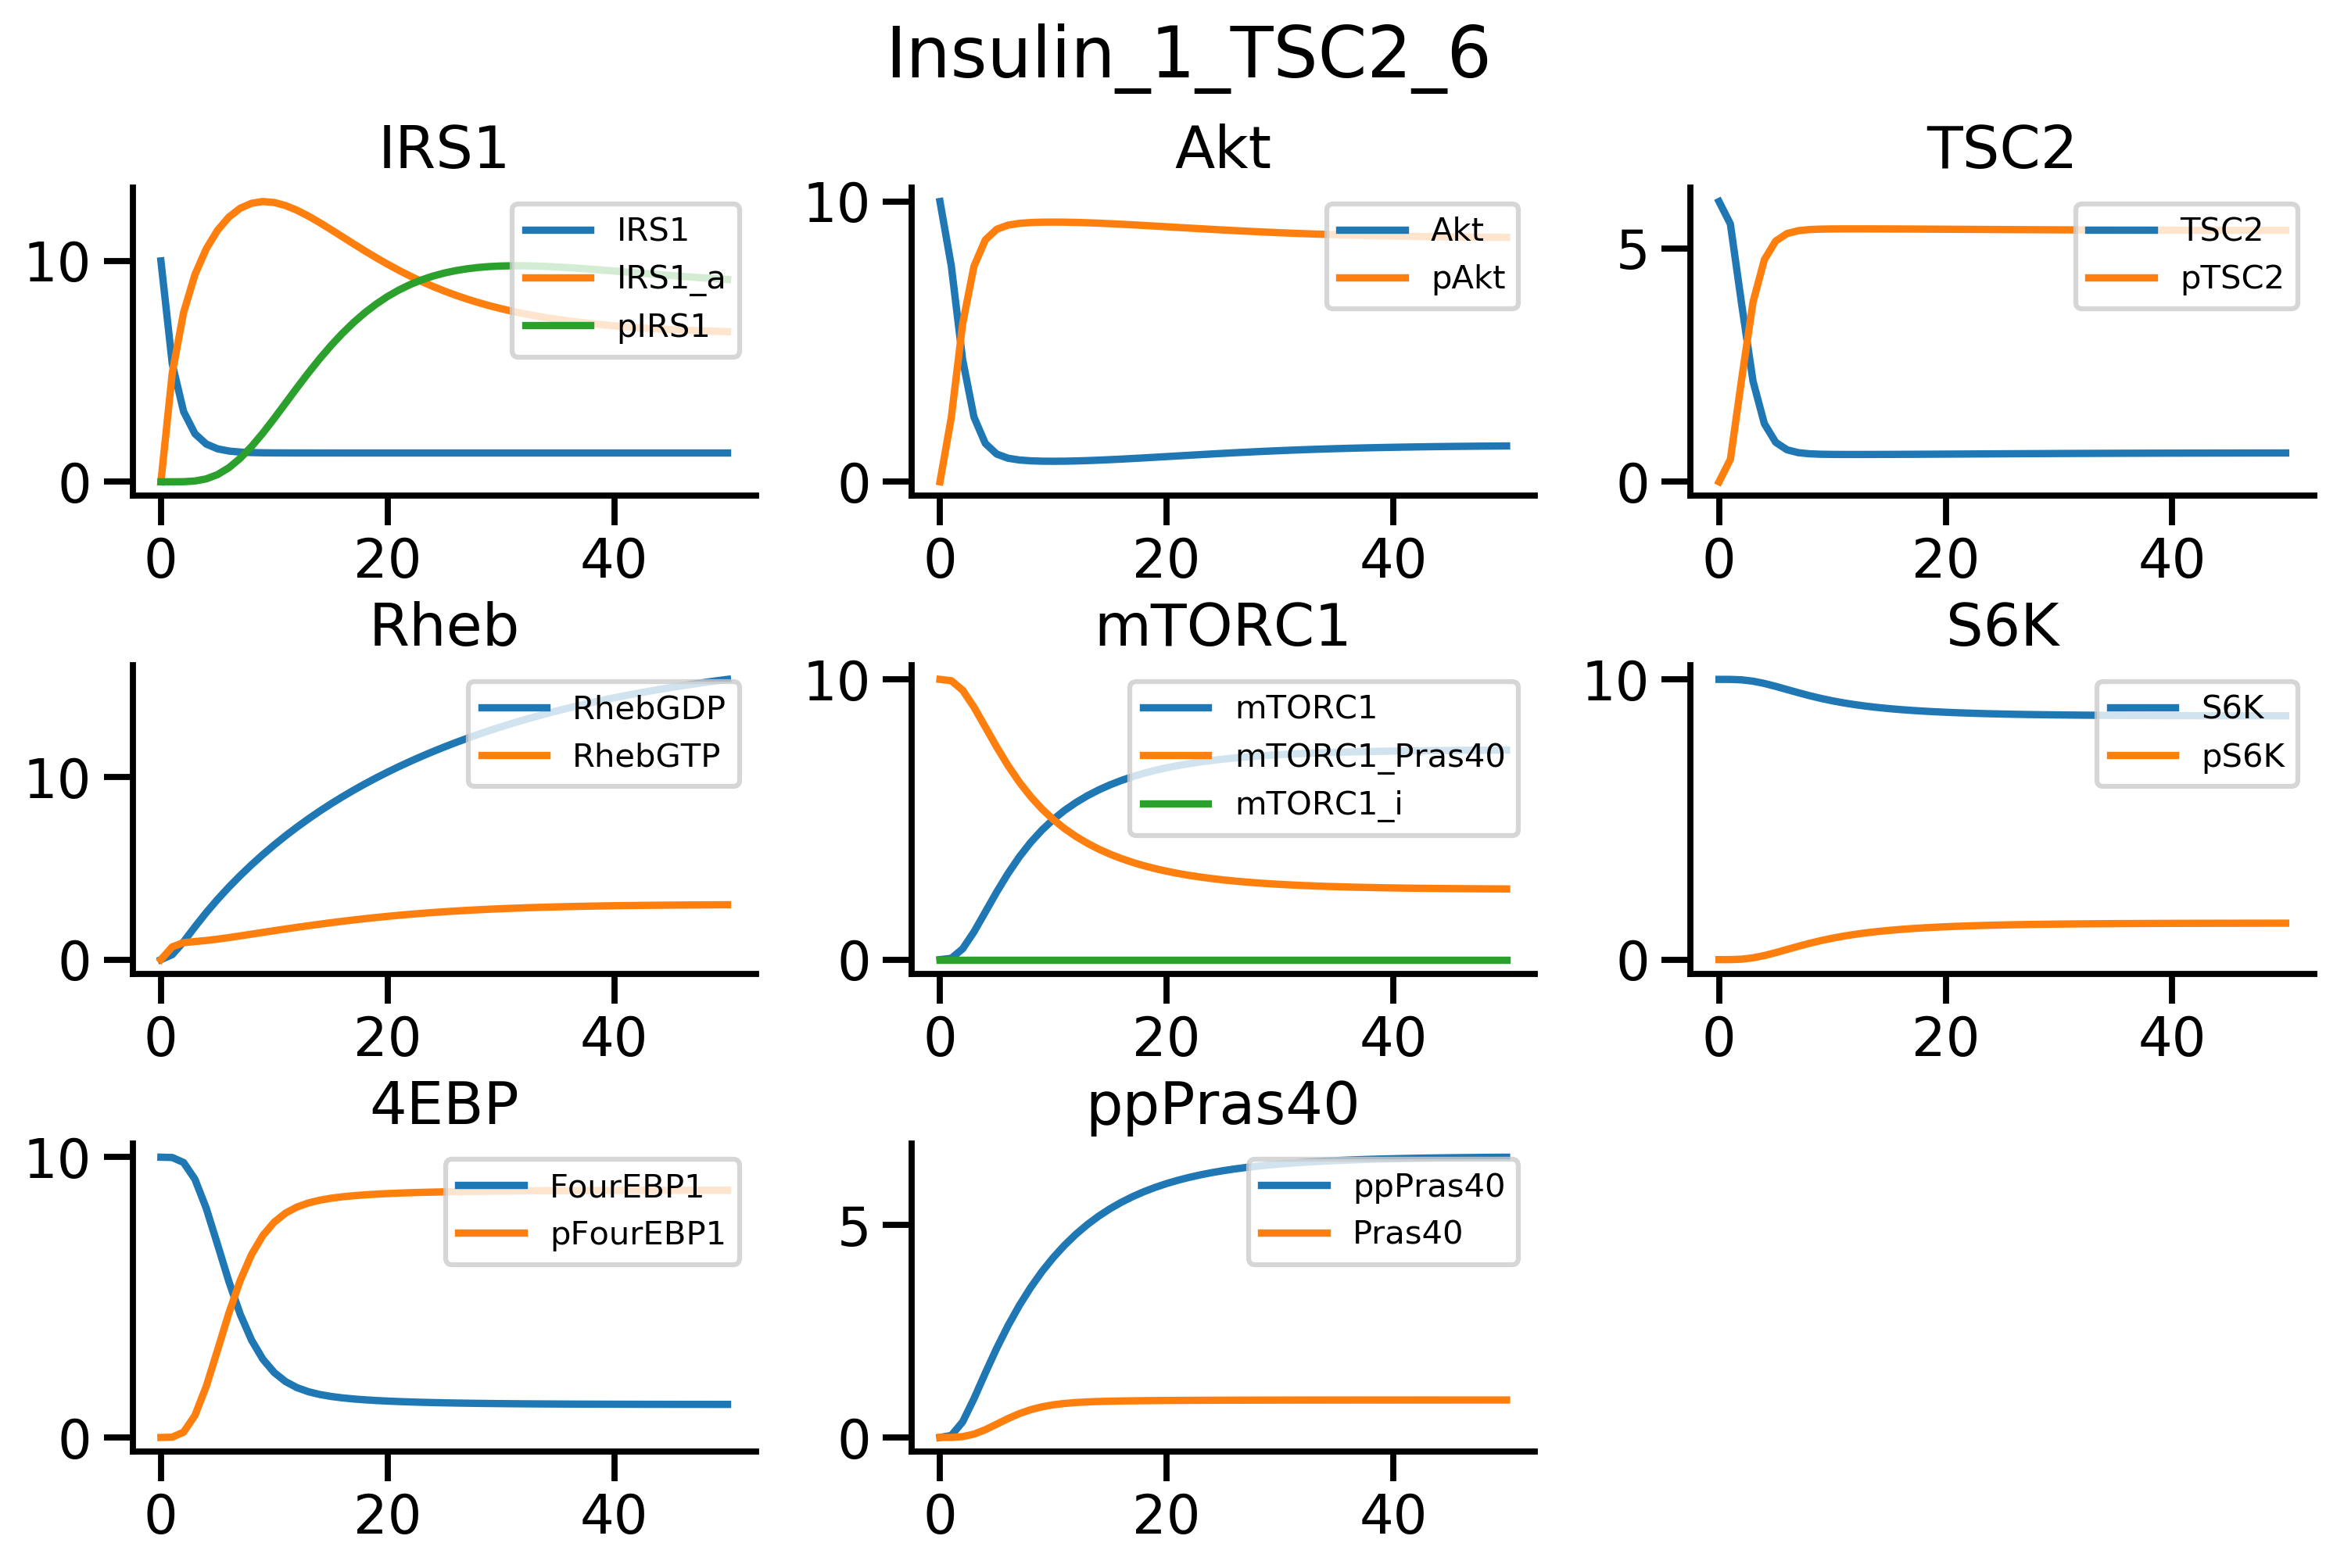 Insulin_1_TSC2_6
IRS1
10
0
0 20 40
IRS1
IRS1_a
pIRS1
Akt
10
0
0 20 40
Akt
pAkt
TSC2
5
0
0 20 40
TSC2
pTSC2
Rheb
10
0
0 20 40
RhebGDP
RhebGTP
mTORC1
10
0
0 20 40
mTORC1
mTORC1_Pras40
mTORC1_i
S6K
10
0
0 20 40
S6K
pS6K
4EBP
10
0
0 20 40
FourEBP1
pFourEBP1
ppPras40
5
0
0 20 40
ppPras40
Pras40